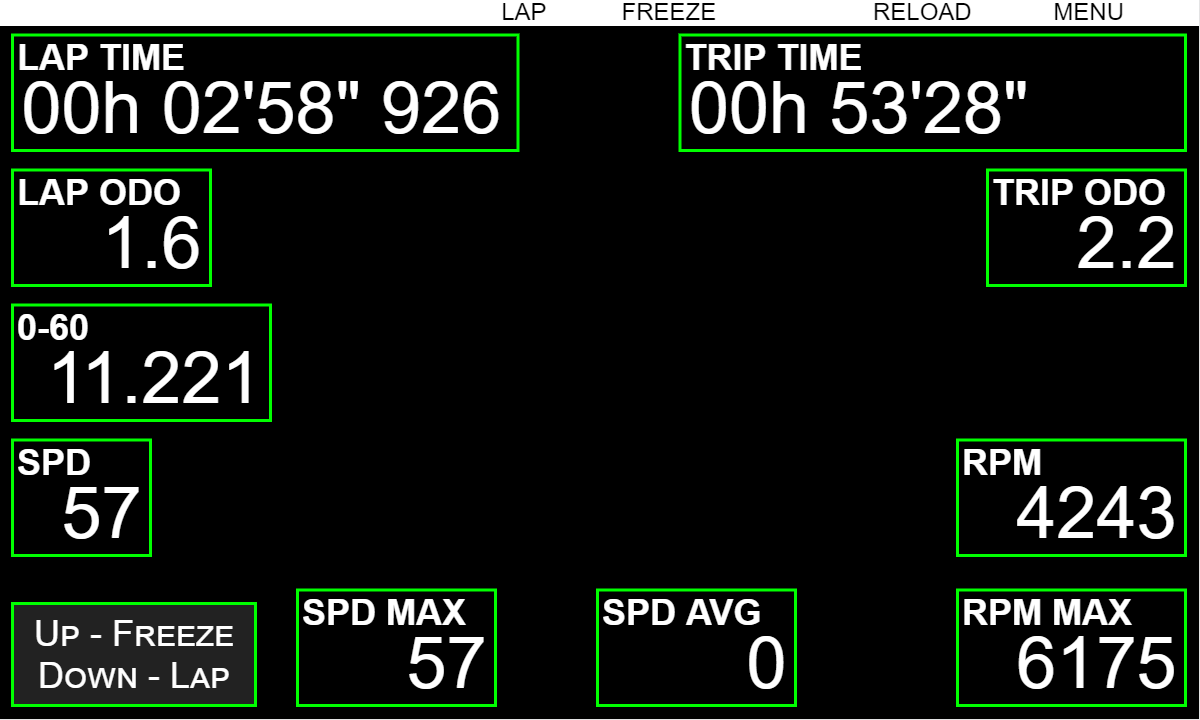 LAP FREEZE RELOAD MENU
LAP TIME
00h 02'58" 926
TRIP TIME
00h 53'28"
LAP ODO
1.6
TRIP ODO
2.2
0-60
11.221
SPD
57
RPM
4243
Up - Freeze
Down - Lap
SPD MAX
57
SPD AVG
0
RPM MAX
6175